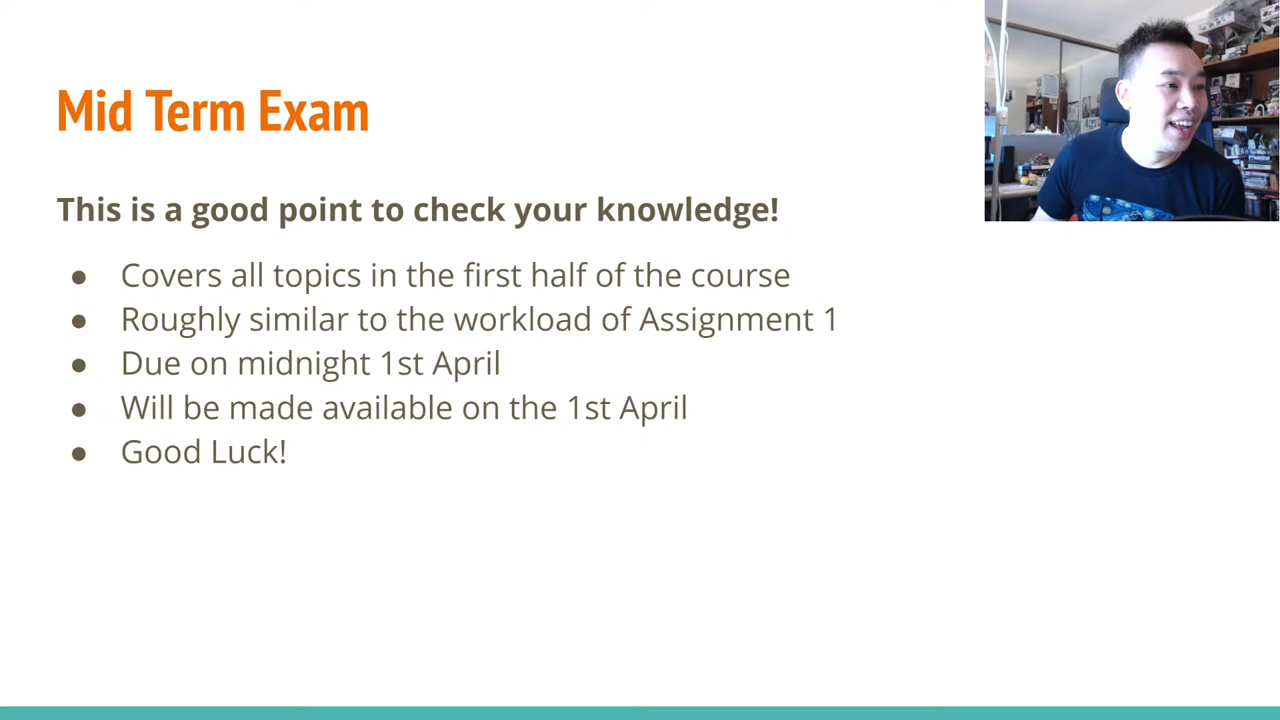 Mid Term Exam
This is a good point to check your knowledge!
● Covers all topics in the first half of the course
● Roughly similar to the workload of Assignment 1
● Due on midnight 1st April
● Will be made available on the 1st April
● Good Luck!